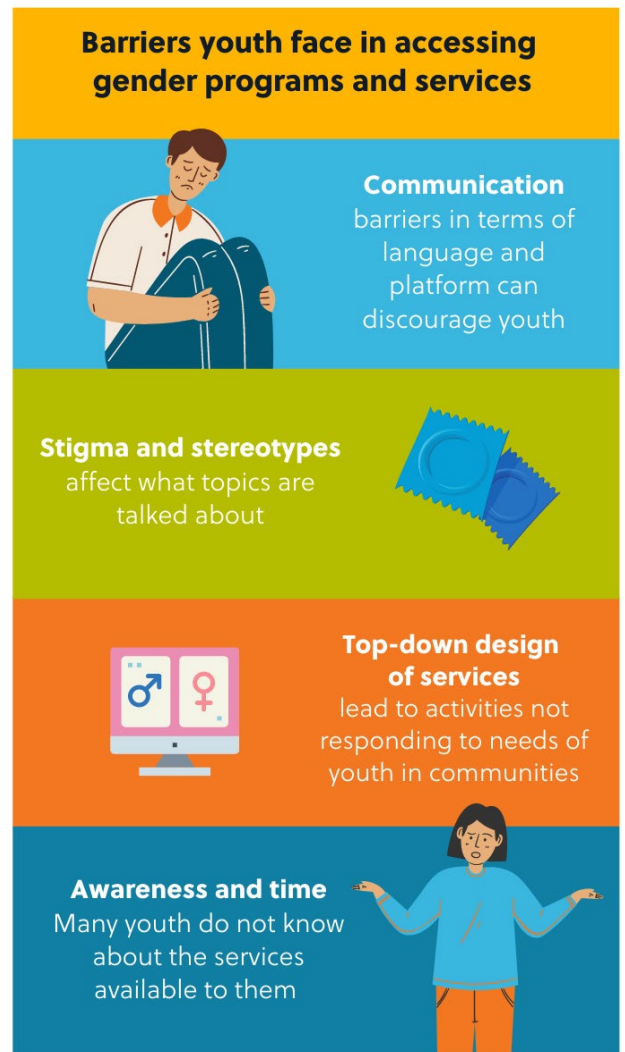 Barriers youth face in accessing
gender programs and services
Communication
barriers in terms of
language and
platform can
discourage youth
Stigma and stereotypes
affect what topics are
talked about
Top-down design
of services
lead to activities not
responding to needs of
youth in communities
Awareness and time
Many youth do not know
about the services
available to them